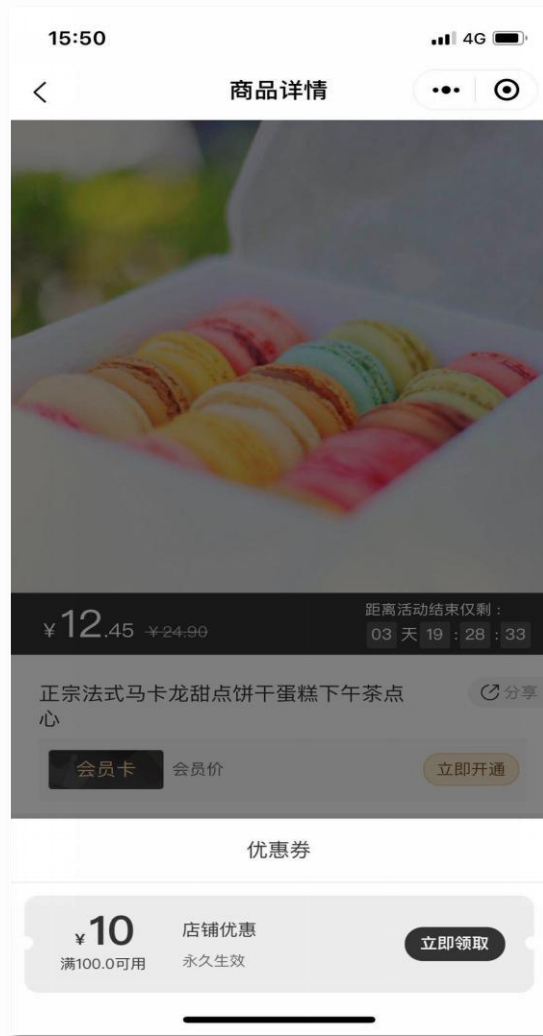 15:50
4G
商品详情
¥12.45 ¥24.90
距离活动结束仅剩：
03 天 19 : 28 : 33
正宗法式马卡龙甜点饼干蛋糕下午茶点
心
分享
会员卡 会员价 立即开通
优惠券
¥10
满100.0可用
店铺优惠
永久生效
立即领取